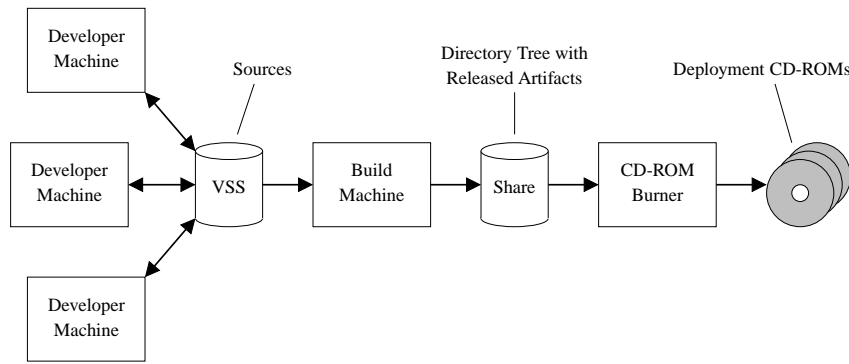 Developer
Machine
Sources
Directory Tree with
Released Artifacts
Deployment CD-ROMs
Developer
Machine
VSS
Build
Machine
Share
CD-ROM
Burner
Developer
Machine